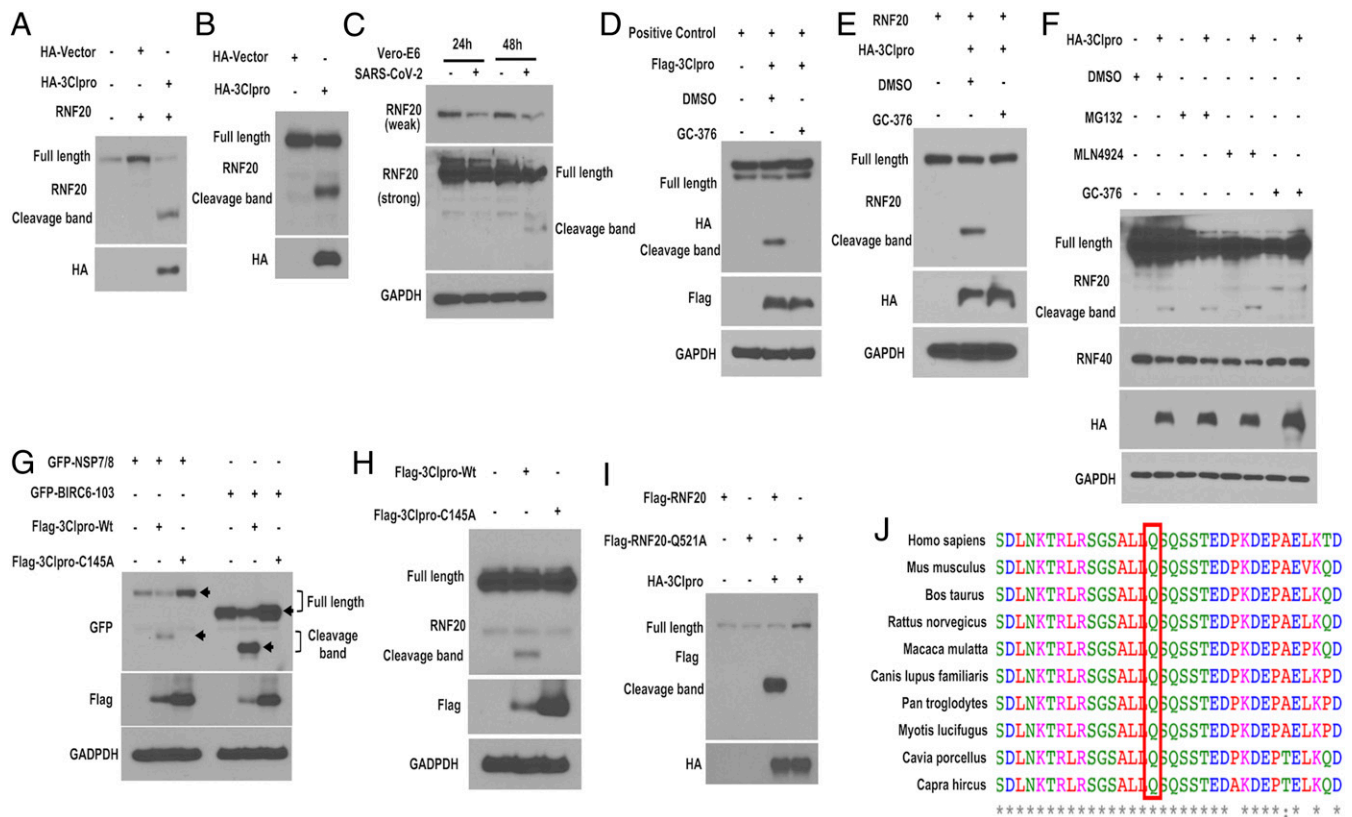 A
HA-Vector - + -
HA-3Clpro - - +
RNF20 - + +
Full length
RNF20
Cleavage band
HA
B
HA-Vector + -
HA-3Clpro - +
Full length
RNF20
Cleavage band
HA
C
24h 48h
Vero-E6
SARS-CoV-2 - + - +
RNF20
(weak)
RNF20
(strong)
Full length
Cleavage band
GAPDH
D
Positive Control + + +
Flag-3Clpro - + +
DMSO - + -
GC-376 - - +
Full length
HA
Cleavage band
Flag
GAPDH
E
RNF20 + + +
HA-3Clpro - + +
DMSO - + -
GC-376 - - +
Full length
RNF20
Cleavage band
HA
GAPDH
F
HA-3Clpro - + - + - + - +
DMSO + + - - - - - -
MG132 - - + + - - - -
MLN4924 - - - - + + - -
GC-376 - - - - - - + +
Full length
RNF20
Cleavage band
RNF40
HA
GAPDH
G
GFP-NSP7/8 + + + - - -
GFP-BIRC6-103 - - - + + +
Flag-3Clpro-Wt - + - - + -
Flag-3Clpro-C145A - - + - - +
GFP
Full length
Cleavage
band
Flag
GADPDH
H
Flag-3Clpro-Wt - + -
Flag-3Clpro-C145A - - +
Full length
RNF20
Cleavage band
Flag
GADPDH
I
Flag-RNF20 + - + -
Flag-RNF20-Q521A - + - +
HA-3Clpro - - + +
Full length
Flag
Cleavage band
HA
J
Homo sapiens SDLNKTRLRSGSALLQSQSSTEDPKDEPAELKTD
Mus musculus SDLNKTRLRSGSALLQSQSSTEDPKDEPAEVKQD
Bos taurus SDLNKTRLRSGSALLQSQSSTEDPKDEPAELKQD
Rattus norvegicus SDLNKTRLRSGSALLQSQSSTEDPKDEPAELKQD
Macaca mulatta SDLNKTRLRSGSALLQSQSSTEDPKDEPAEPKQD
Canis lupus familiaris SDLNKTRLRSGSALLQSQSSTEDPKDEPAELKPD
Pan troglodytes SDLNKTRLRSGSALLQSQSSTEDPKDEPAELKPD
Myotis lucifugus SDLNKTRLRSGSALLQSQSSTEDPKDEPAELKPD
Cavia porcellus SDLNKTRLRSGSALLQSQSSTEDPKDEPTELKQD
Capra hircus SDLNKTRLRSGSALLQSQSSTEDAKDEPTELKQD
*********************** ****:* * *